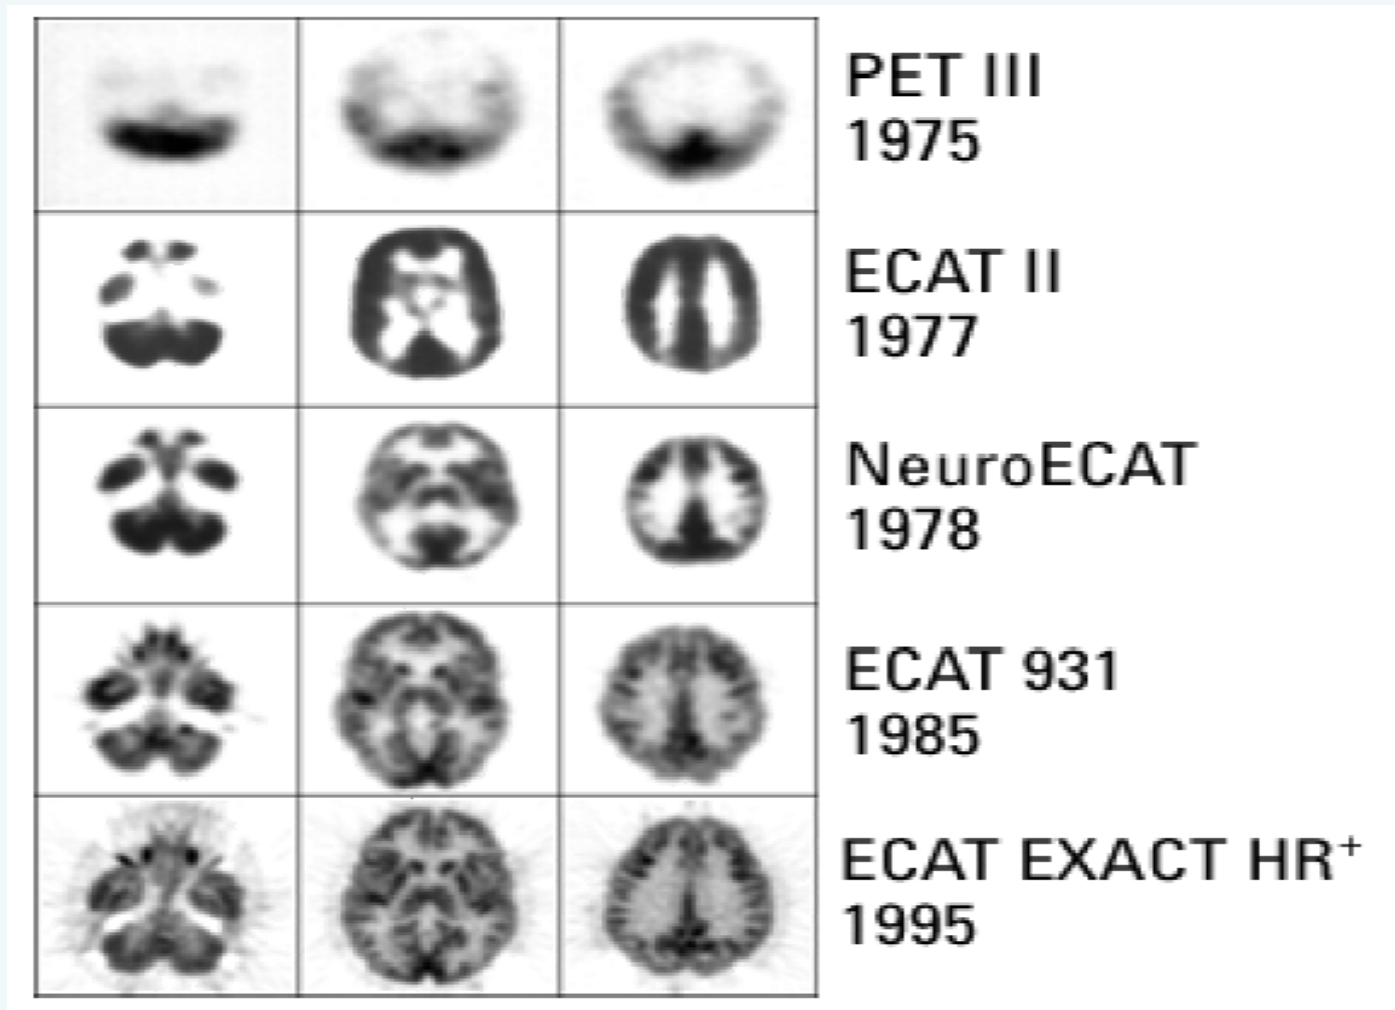 PET III
1975
ECAT II
1977
NeuroECAT
1978
ECAT 931
1985
ECAT EXACT HR⁺
1995